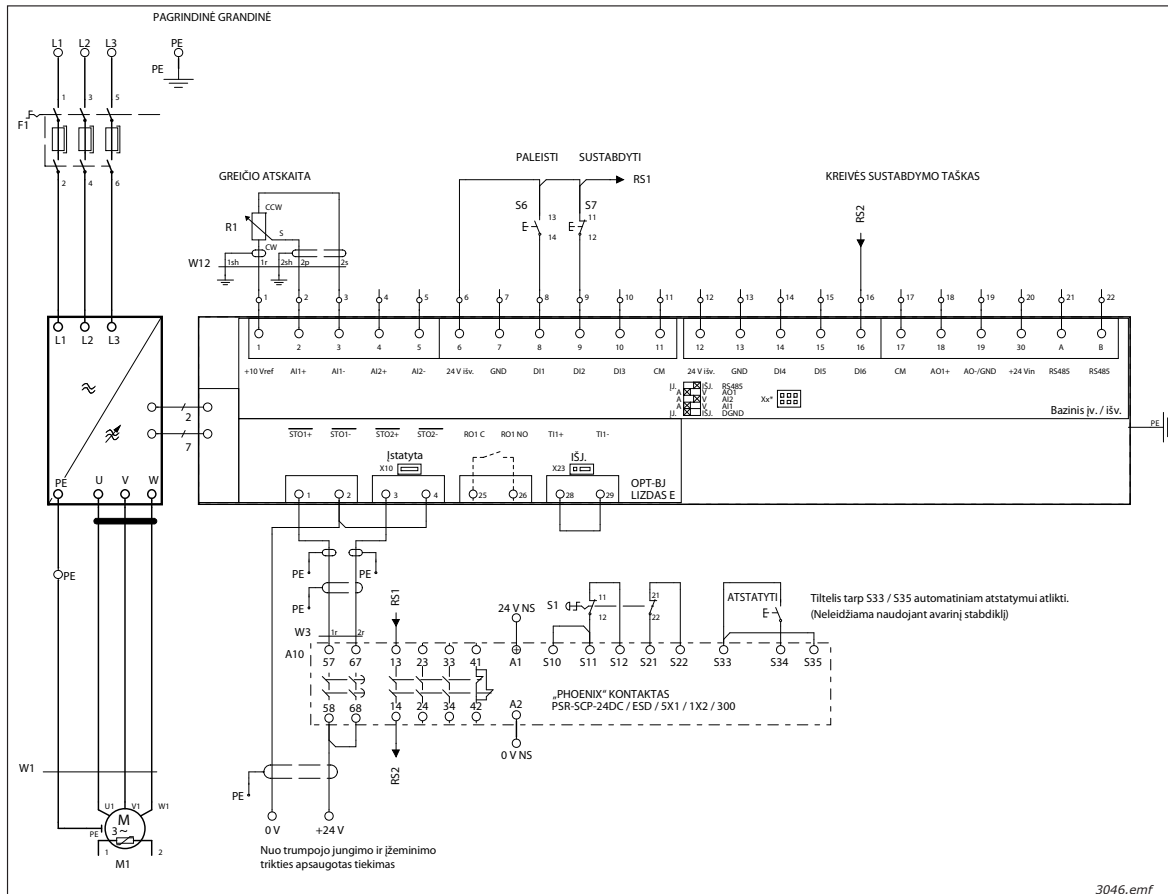 PAGRINDINĖ GRANDINĖ
L1 L2 L3 PE
PE
1 3 5
F1
2 4 6
GREIČIO ATSKAITA
PALEISTI SUSTABDYTI
RS1
KREIVĖS SUSTABDYMO TAŠKAS
RS2
CCW
R1
S
CW
S6 S7
13 11
14 12
E E
W12
1sh 1r 2sh 2p 2s
1 2 3 4 5 6 7 8 9 10 11 12 13 14 15 16 17 18 19 20 21 22
L1 L2 L3
1 2 3 4 5 6 7 8 9 10 11 12 13 14 15 16 17 18 19 30 A B
+10 Vref AI1+ AI1- AI2+ AI2- 24 V išv. GND DI1 DI2 DI3 CM 24 V išv. GND DI4 DI5 DI6 CM AO1+ AO-/GND +24 Vin RS485 RS485
ĮJ. IŠJ. RS485
A V AO1
A V AI2
A V AI1
ĮJ. IŠJ. DGND
Xx*
Bazinis įv. / išv.
2
7
PE
STO1+ STO1- STO2+ STO2- RO1 C RO1 NO TI1+ TI1-
Įstatyta
X10
IŠJ.
X23
OPT-BJ
LIZDAS E
1 2 3 4 25 26 28 29
PE U V W
PE
PE PE
PE
W3
1r 2r
RS1
24 V NS
S1
11
12
21
22
ATSTATYTI
E
Tiltelis tarp S33 / S35 automatiniam atstatymui atlikti.
(Neleidžiama naudojant avarinį stabdiklį)
A10
57 67 13 23 33 41 A1 S10 S11 S12 S21 S22 S33 S34 S35
„PHOENIX“ KONTAKTAS
PSR-SCP-24DC / ESD / 5X1 / 1X2 / 300
58 68 14 24 34 42 A2
RS2
0 V NS
W1
PE
U1 V1 W1
M
3 ~
PE
1 2
M1
0 V +24 V
Nuo trumpojo jungimo ir įžeminimo
trikties apsaugotas tiekimas
3046.emf